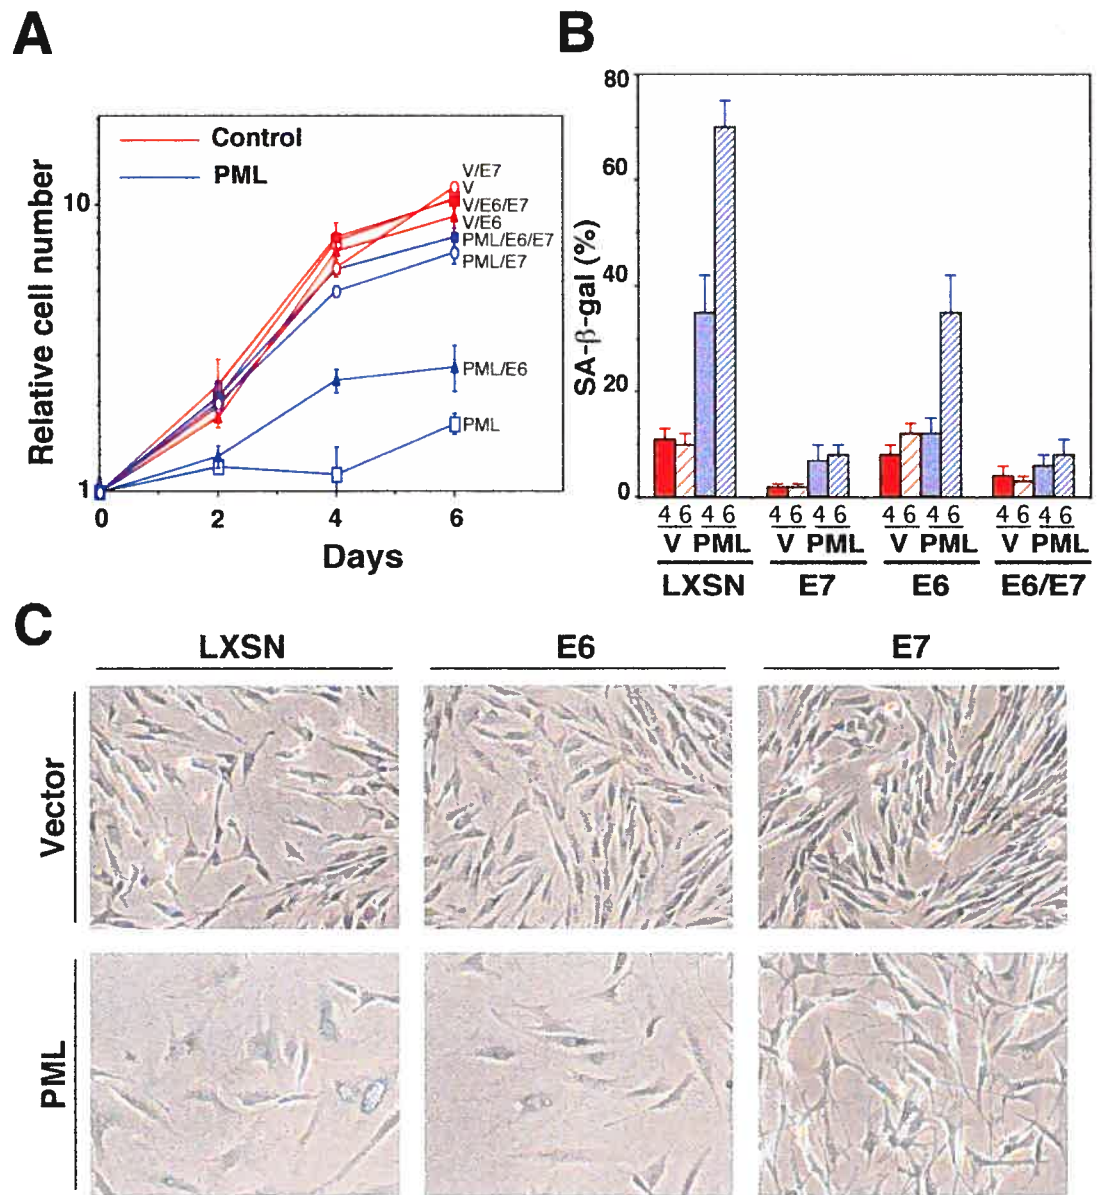 A
Control
PML
Relative cell number
10
1
0
2
4
6
Days
V/E7
V
V/E6/E7
V/E6
PML/E6/E7
PML/E7
PML/E6
PML
B
SA-β-gal (%)
80
60
40
20
0
4 6 4 6 4 6 4 6 4 6 4 6 4 6 4 6
V PML V PML V PML V PML
LXSN E7 E6 E6/E7
C
LXSN E6 E7
Vector
PML